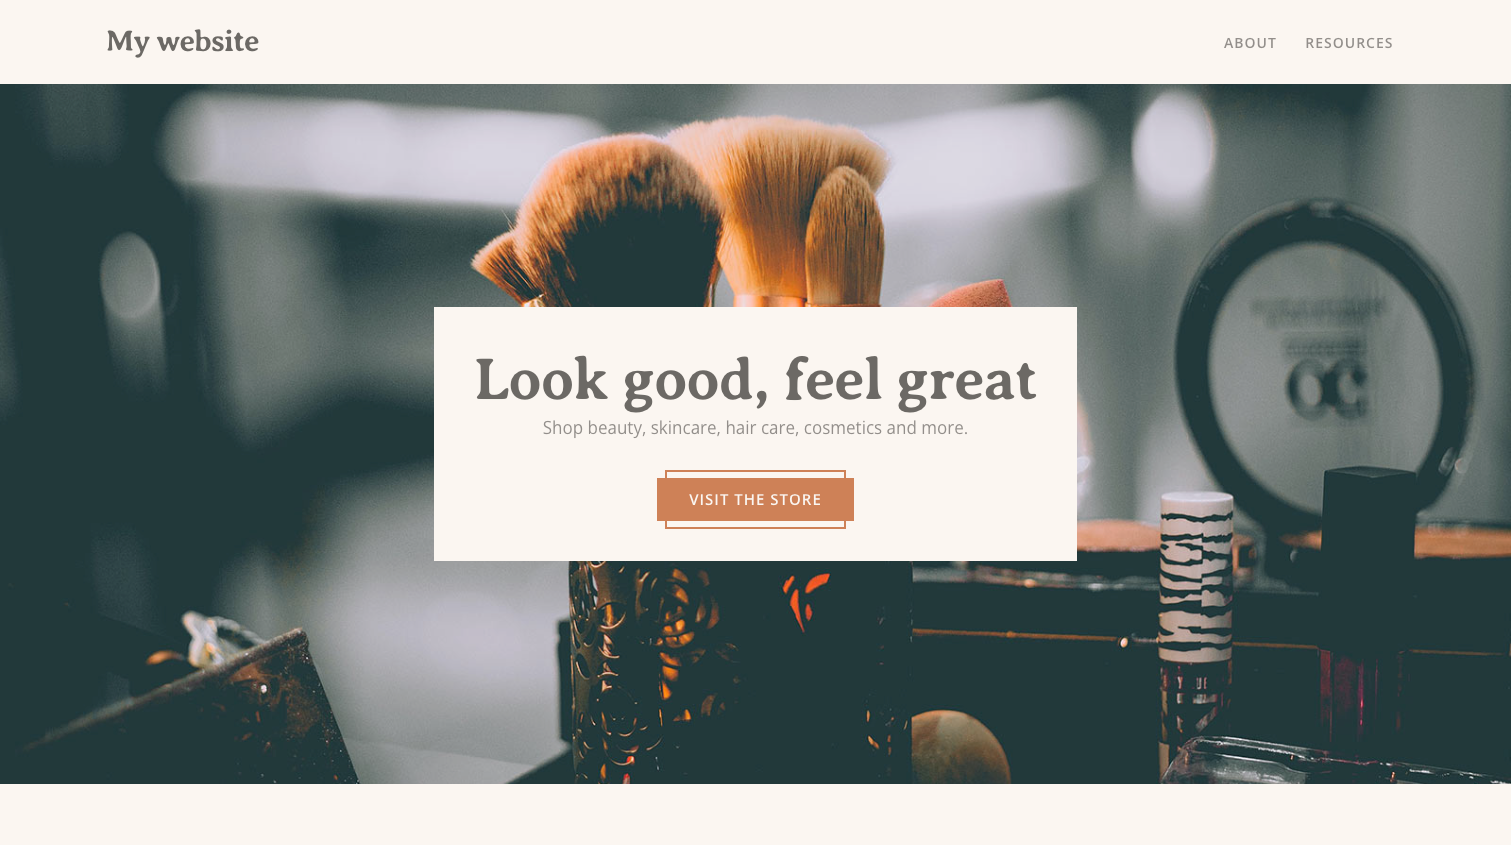 My website
ABOUT
RESOURCES
Look good, feel great
Shop beauty, skincare, hair care, cosmetics and more.
VISIT THE STORE